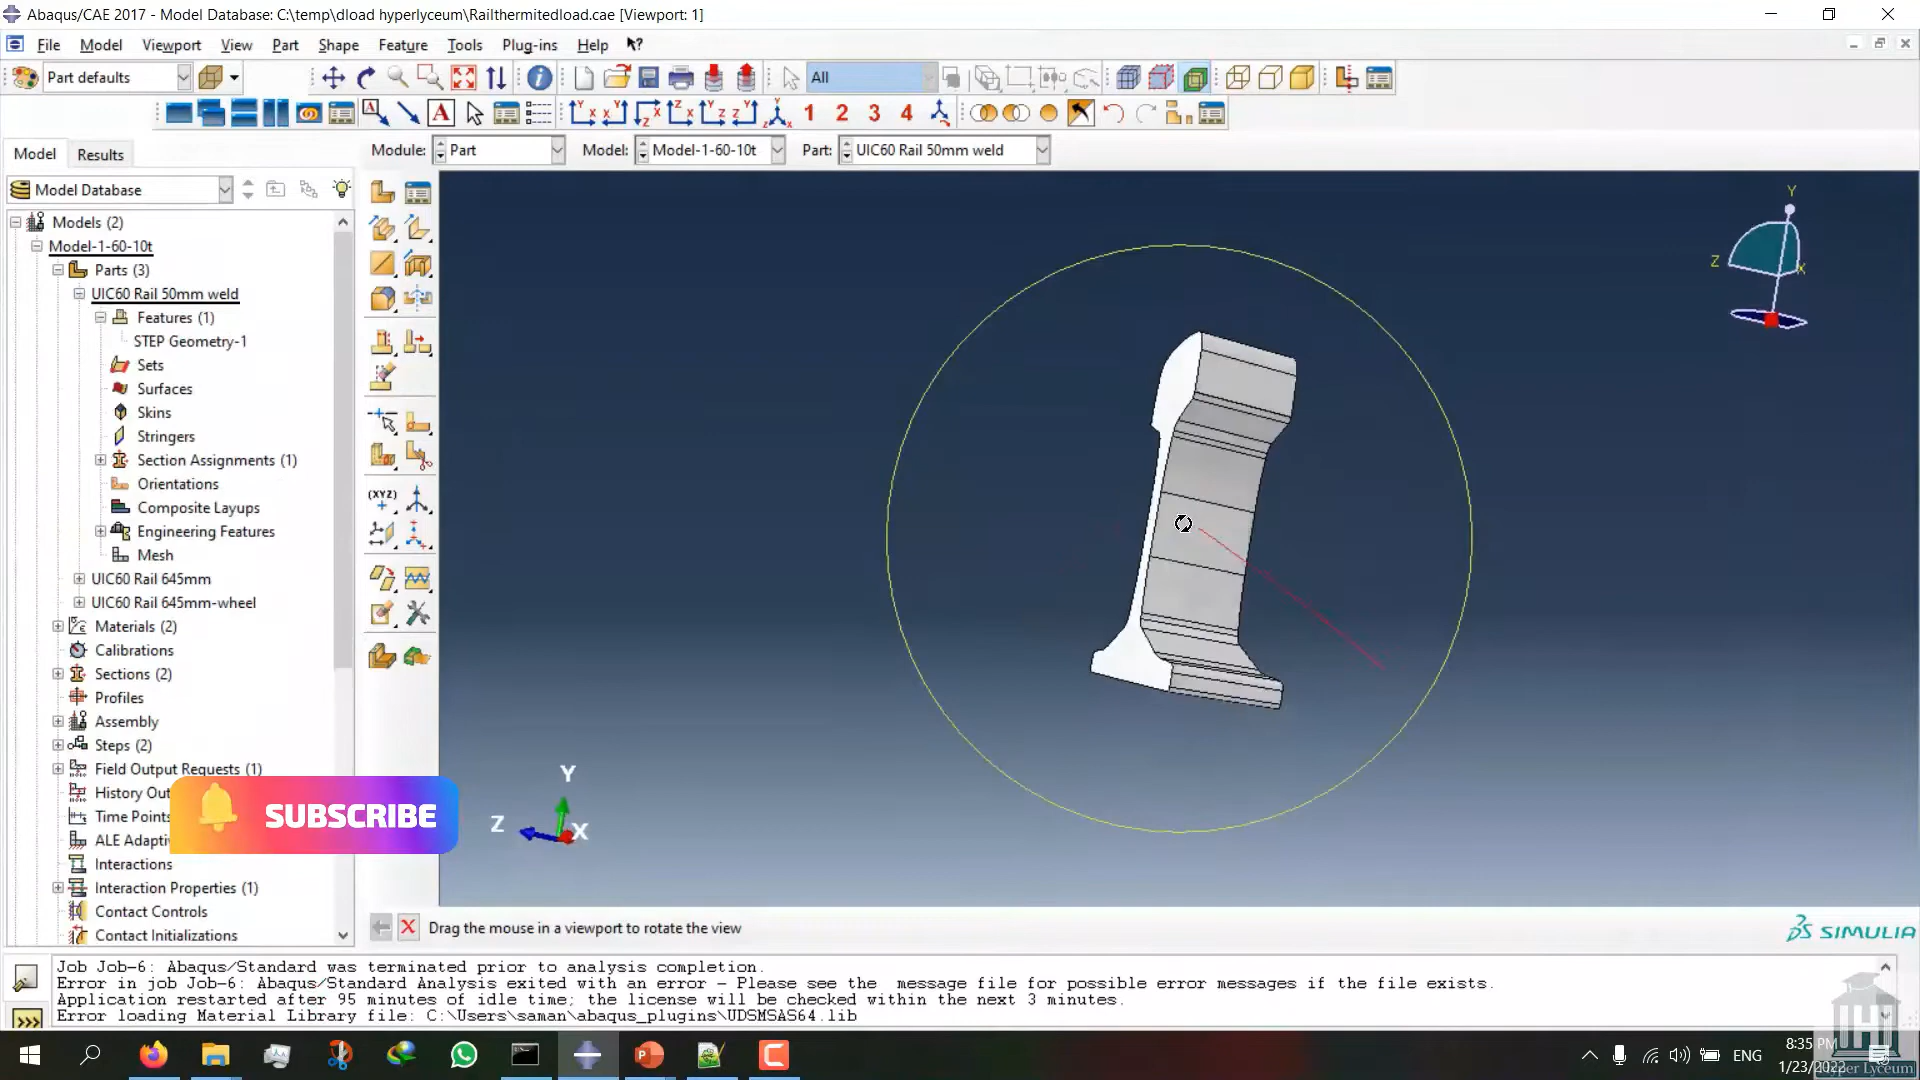 Abaqus/CAE 2017 - Model Database: C:\temp\dload hyperlyceum\Railthermitedload.cae [Viewport: 1]
File Model Viewport View Part Shape Feature Tools Plug-ins Help
Part defaults
All
1 2 3 4
Model Results
Module: Part Model: Model-1-60-10t Part: UIC60 Rail 50mm weld
Model Database
Models (2)
Model-1-60-10t
Parts (3)
UIC60 Rail 50mm weld
Features (1)
STEP Geometry-1
Sets
Surfaces
Skins
Stringers
Section Assignments (1)
Orientations
Composite Layups
Engineering Features
Mesh
UIC60 Rail 645mm
UIC60 Rail 645mm-wheel
Materials (2)
Calibrations
Sections (2)
Profiles
Assembly
Steps (2)
Field Output Requests (1)
History Out
Time Points
ALE Adapti
Interactions
Interaction Properties (1)
Contact Controls
Contact Initializations
SUBSCRIBE
(XYZ)
Y
Z
X
Y
Z
X
Drag the mouse in a viewport to rotate the view
SIMULIA
Job Job-6: Abaqus/Standard was terminated prior to analysis completion.
Error in job Job-6: Abaqus/Standard Analysis exited with an error - Please see the message file for possible error messages if the file exists.
Application restarted after 95 minutes of idle time; the license will be checked within the next 3 minutes.
Error loading Material Library file: C:\Users\saman\abaqus_plugins\UDSMSAS64.lib
ENG
8:35 PM
1/23/2022
Hyper Lyceum